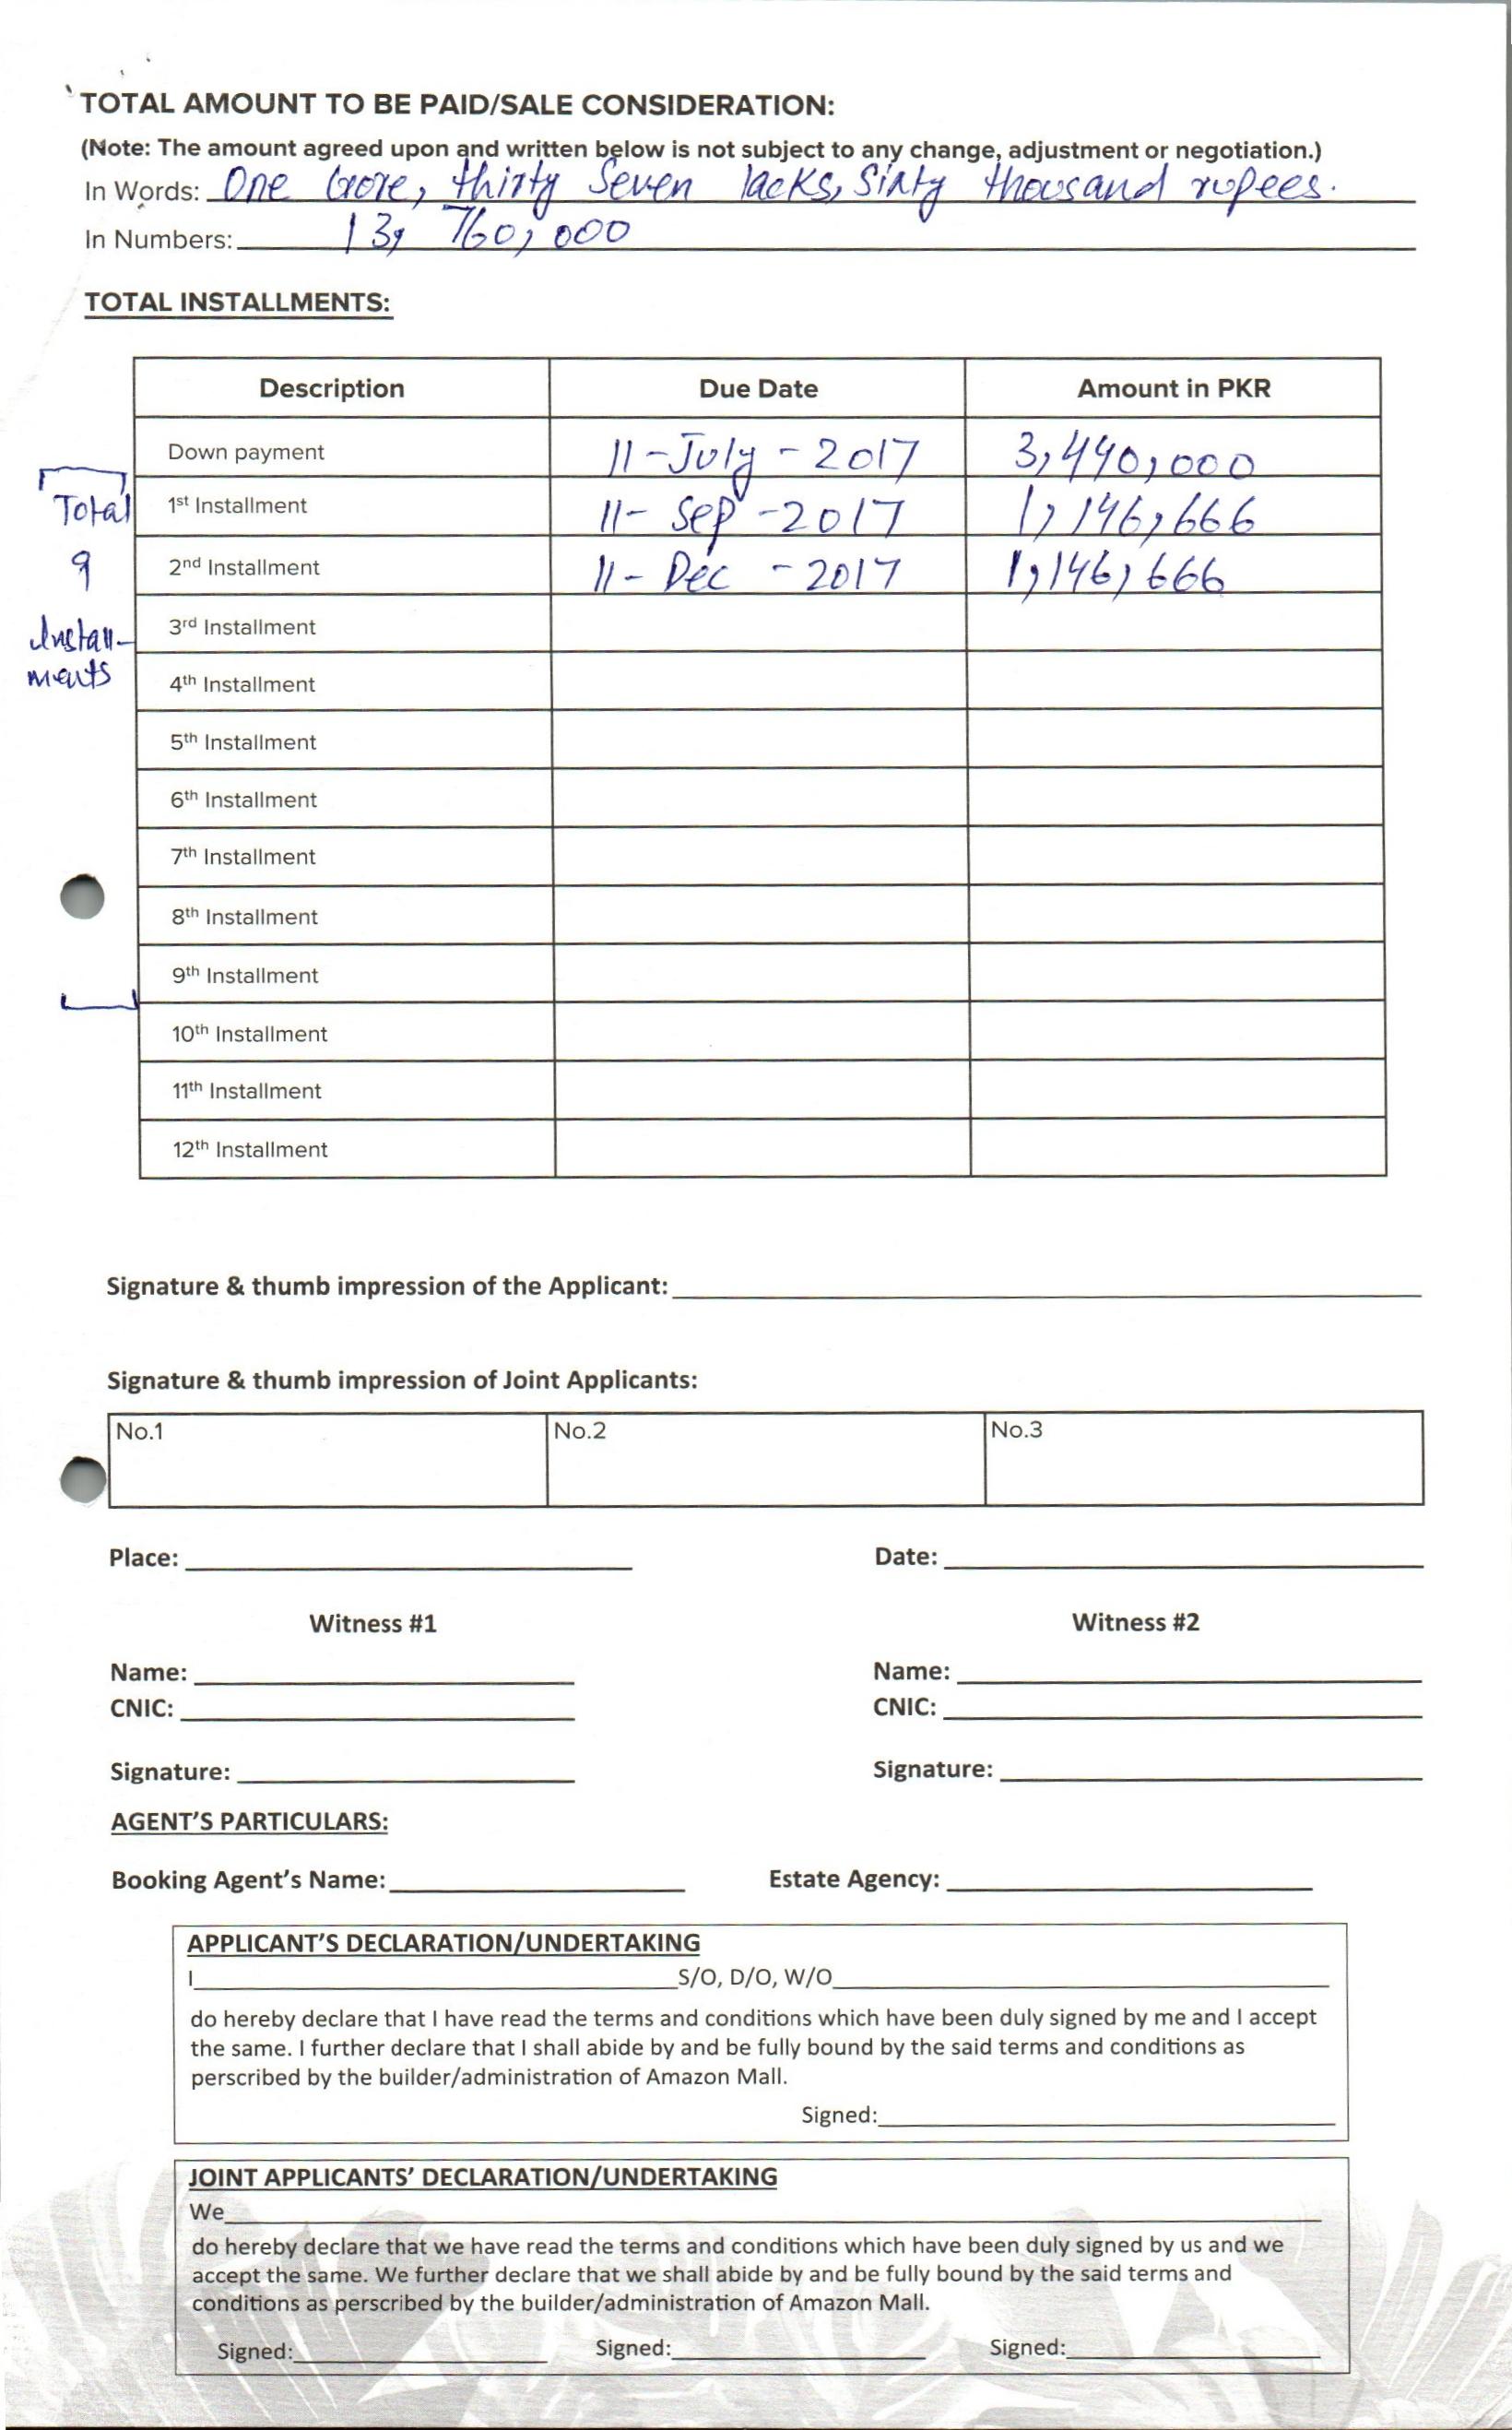 TOTAL AMOUNT TO BE PAID/SALE CONSIDERATION:
(Note: The amount agreed upon and written below is not subject to any change, adjustment or negotiation.)
In Words: One Crore, thirty Seven lacks, Sixty thousand rupees.
In Numbers: 13, 760, 000
TOTAL INSTALLMENTS:
Description Due Date Amount in PKR
Down payment 11-July-2017 3,440,000
1st Installment 11-Sep-2017 1,146,666
2nd Installment 11-Dec-2017 1,146,666
3rd Installment
4th Installment
5th Installment
6th Installment
7th Installment
8th Installment
9th Installment
10th Installment
11th Installment
12th Installment
Total
9
Install-
ments
Signature & thumb impression of the Applicant:
Signature & thumb impression of Joint Applicants:
No.1 No.2 No.3
Place: Date:
Witness #1 Witness #2
Name: Name:
CNIC: CNIC:
Signature: Signature:
AGENT'S PARTICULARS:
Booking Agent's Name: Estate Agency:
APPLICANT'S DECLARATION/UNDERTAKING
I S/O, D/O, W/O
do hereby declare that I have read the terms and conditions which have been duly signed by me and I accept
the same. I further declare that I shall abide by and be fully bound by the said terms and conditions as
perscribed by the builder/administration of Amazon Mall.
Signed:
JOINT APPLICANTS' DECLARATION/UNDERTAKING
We
do hereby declare that we have read the terms and conditions which have been duly signed by us and we
accept the same. We further declare that we shall abide by and be fully bound by the said terms and
conditions as perscribed by the builder/administration of Amazon Mall.
Signed: Signed: Signed: